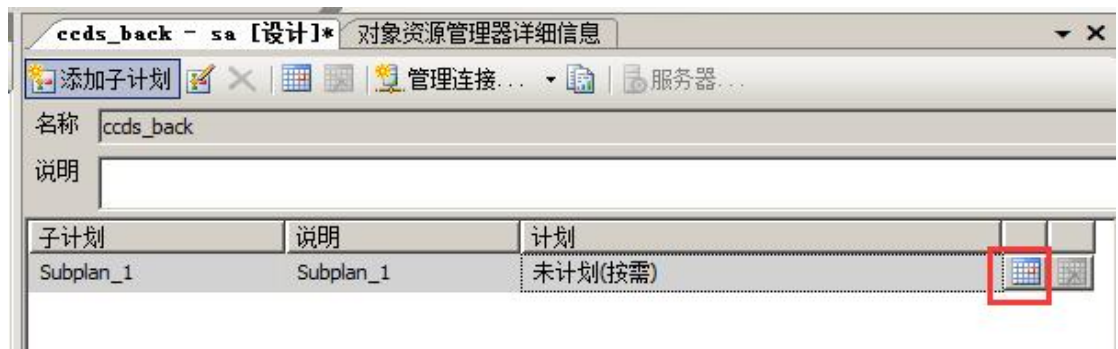 ccds_back - sa [设计]* 对象资源管理器详细信息
添加子计划 管理连接... 服务器...
名称 ccds_back
说明
子计划 说明 计划
Subplan_1 Subplan_1 未计划(按需)